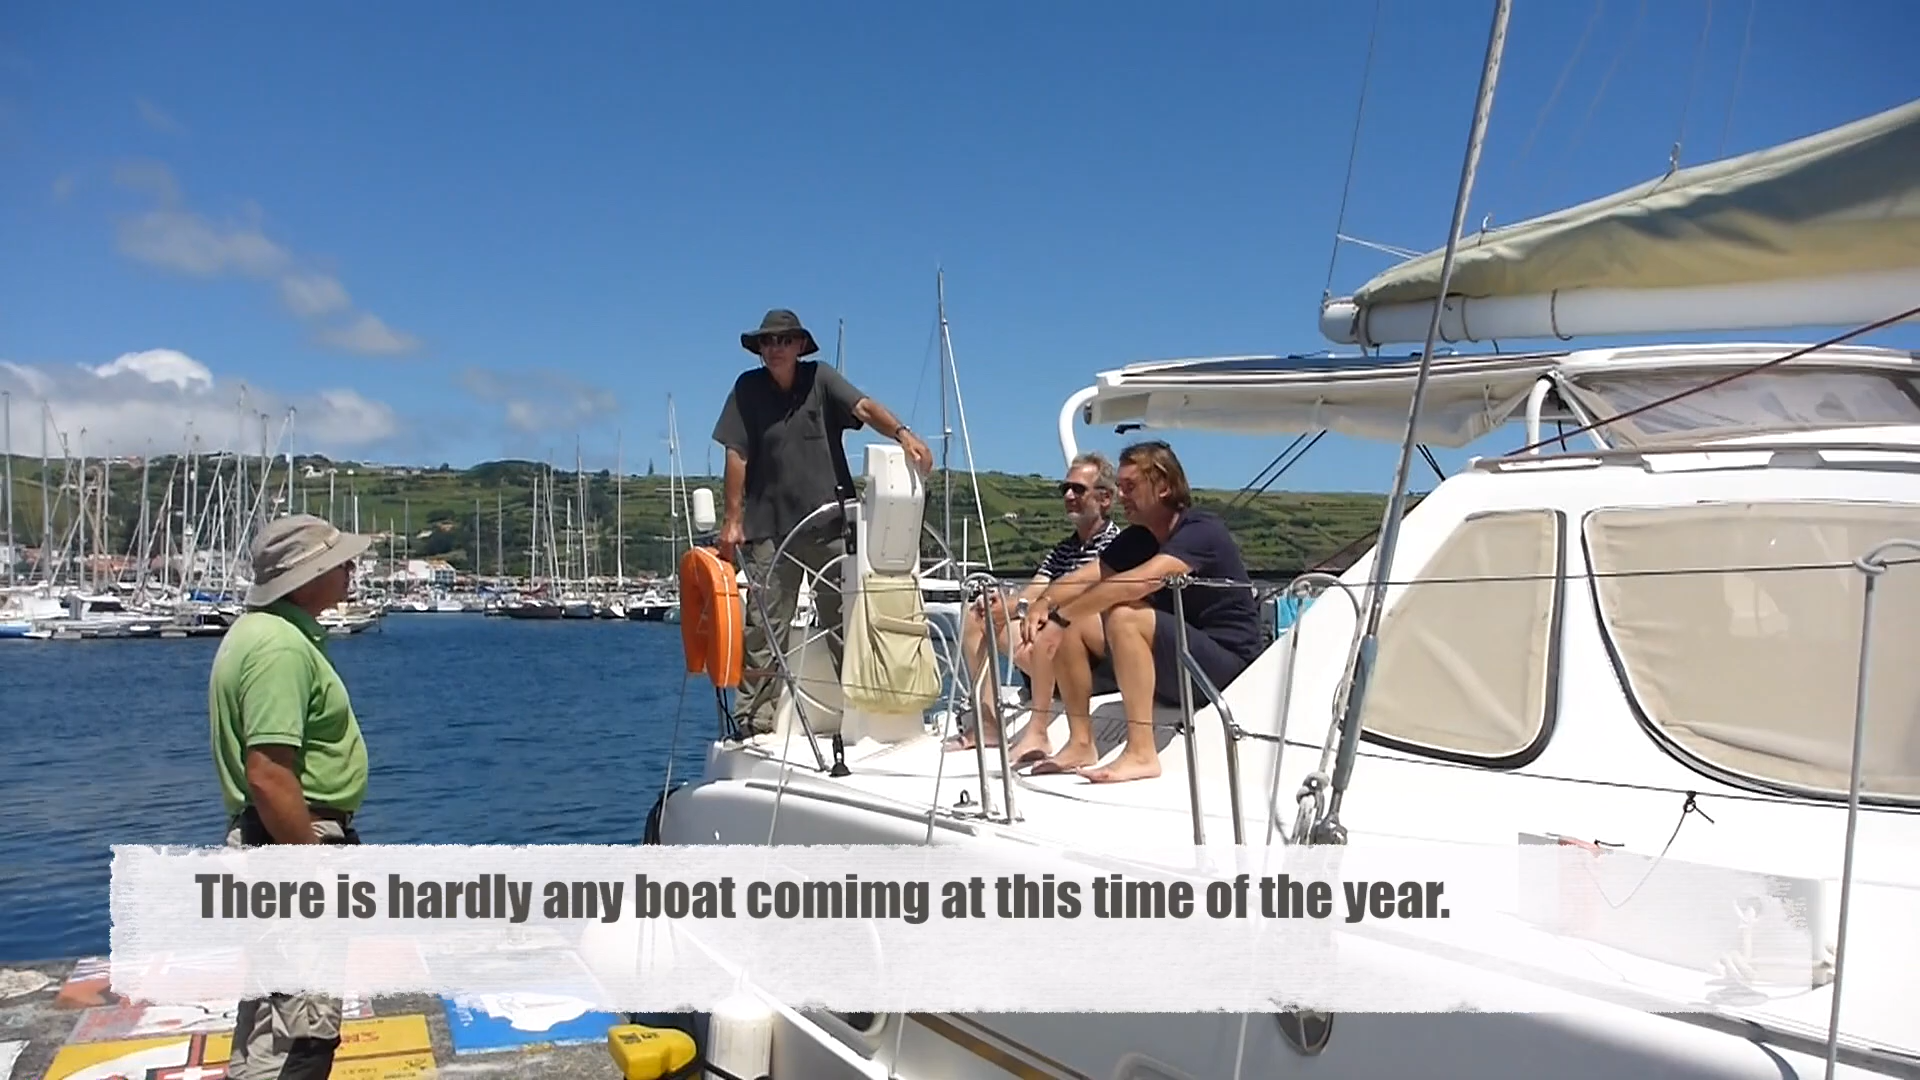 There is hardly any boat comimg at this time of the year.